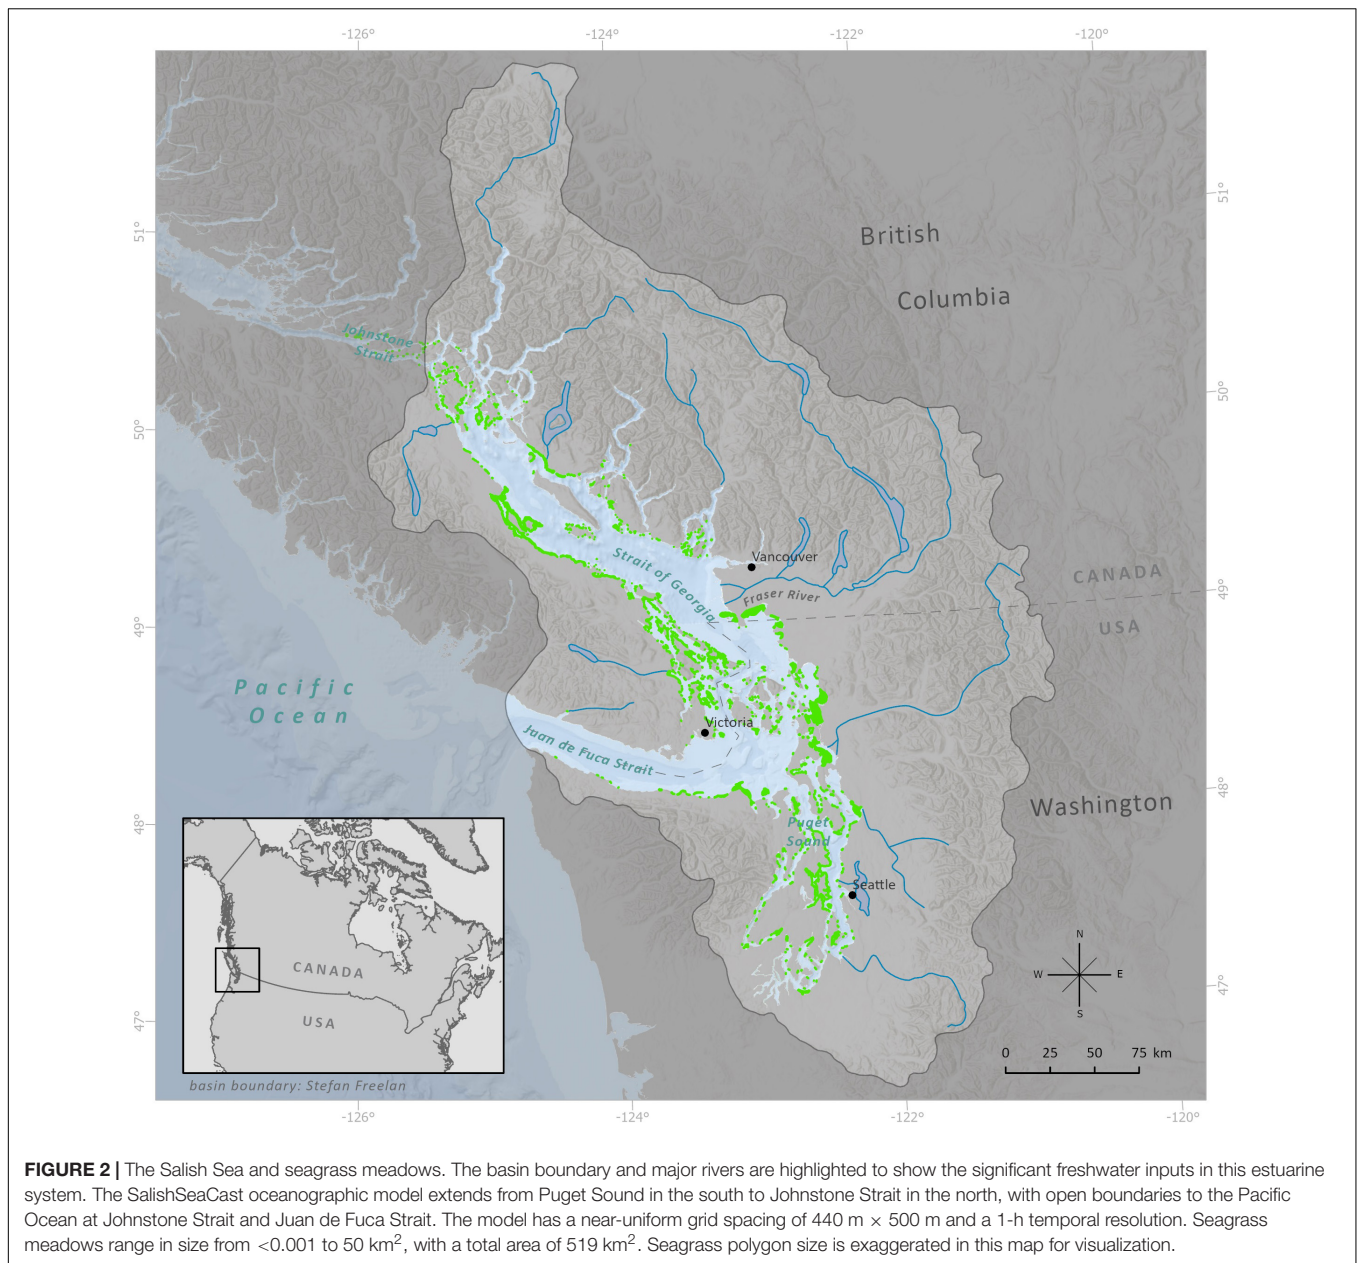 -126°
-124°
-122°
-120°
51°
51°
British
Columbia
Johnstone
Strait
50°
50°
Vancouver
Strait of Georgia
Fraser River
CANADA
USA
49°
49°
Pacific
Ocean
Victoria
Juan de Fuca Strait
48°
48°
Washington
Puget
Sound
Seattle
N
W
E
S
CANADA
USA
47°
47°
0 25 50 75 km
basin boundary: Stefan Freelan
-126°
-124°
-122°
-120°
FIGURE 2 | The Salish Sea and seagrass meadows. The basin boundary and major rivers are highlighted to show the significant freshwater inputs in this estuarine
system. The SalishSeaCast oceanographic model extends from Puget Sound in the south to Johnstone Strait in the north, with open boundaries to the Pacific
Ocean at Johnstone Strait and Juan de Fuca Strait. The model has a near-uniform grid spacing of 440 m × 500 m and a 1-h temporal resolution. Seagrass
meadows range in size from <0.001 to 50 km², with a total area of 519 km². Seagrass polygon size is exaggerated in this map for visualization.